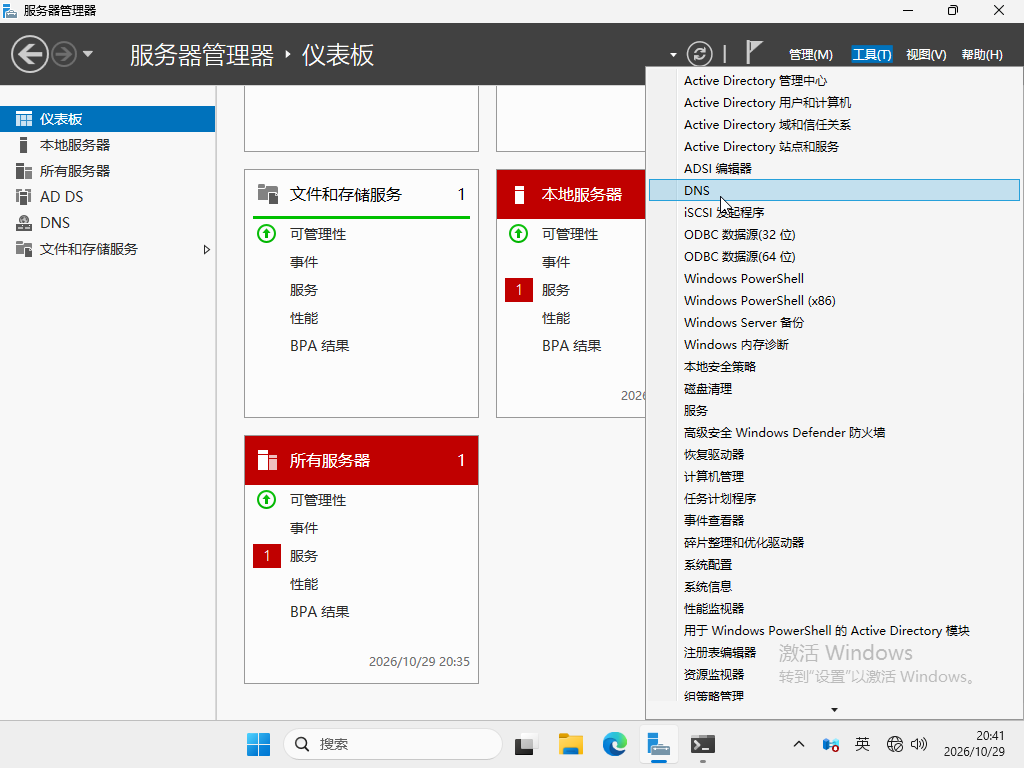 服务器管理器
服务器管理器 ‣ 仪表板
管理(M)
工具(T)
视图(V)
帮助(H)
仪表板
本地服务器
所有服务器
AD DS
DNS
文件和存储服务
文件和存储服务 1
可管理性
事件
服务
性能
BPA 结果
本地服务器
可管理性
事件
1 服务
性能
BPA 结果
2026
所有服务器 1
可管理性
事件
1 服务
性能
BPA 结果
2026/10/29 20:35
Active Directory 管理中心
Active Directory 用户和计算机
Active Directory 域和信任关系
Active Directory 站点和服务
ADSI 编辑器
DNS
iSCSI 发起程序
ODBC 数据源(32 位)
ODBC 数据源(64 位)
Windows PowerShell
Windows PowerShell (x86)
Windows Server 备份
Windows 内存诊断
本地安全策略
磁盘清理
服务
高级安全 Windows Defender 防火墙
恢复驱动器
计算机管理
任务计划程序
事件查看器
碎片整理和优化驱动器
系统配置
系统信息
性能监视器
用于 Windows PowerShell 的 Active Directory 模块
注册表编辑器
资源监视器
组策略管理
激活 Windows
转到"设置"以激活 Windows。
搜索
英
20:41
2026/10/29